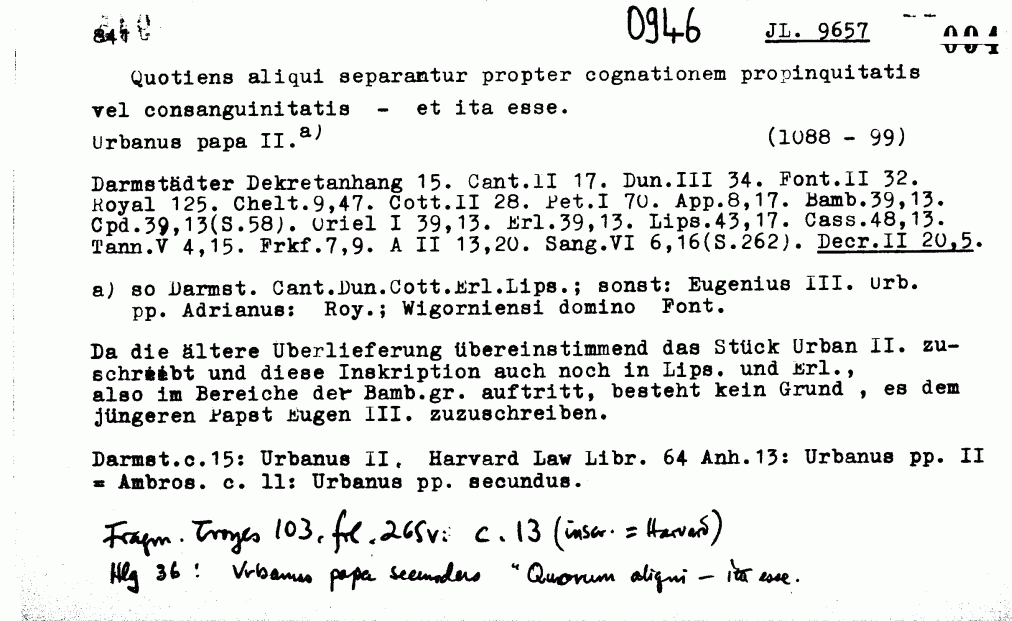 847 0946 JL. 9657 004
Quotiens aliqui separantur propter cognationem propinquitatis
vel consanguinitatis - et ita esse.
Urbanus papa II.a) (1088 - 99)
Darmstädter Dekretanhang 15. Cant.II 17. Dun.III 34. Font.II 32.
Royal 125. Chelt.9,47. Cott.II 28. Pet.I 70. App.8,17. Bamb.39,13.
Cpd.39,13(S.58). Oriel I 39,13. Erl.39,13. Lips.43,17. Cass.48,13.
Tann.V 4,15. Frkf.7,9. A II 13,20. Sang.VI 6,16(S.262). Decr.II 20,5.
a) so Darmst. Cant.Dun.Cott.Erl.Lips.; sonst: Eugenius III. Urb.
pp. Adrianus: Roy.; Wigorniensi domino Font.
Da die ältere Uberlieferung übereinstimmend das Stück Urban II. zu-
schreibt und diese Inskription auch noch in Lips. und Erl.,
also im Bereiche der Bamb.gr. auftritt, besteht kein Grund , es dem
jüngeren Papst Eugen III. zuzuschreiben.
Darmst.c.15: Urbanus II. Harvard Law Libr. 64 Anh.13: Urbanus pp. II
= Ambros. c. 11: Urbanus pp. secundus.
Fragm. Troyes 103, fol. 265v: c. 13 (inscr. = Harvard)
Hlg 36 : Urbanus papa secundus "Quorum aliqui - ita esse.